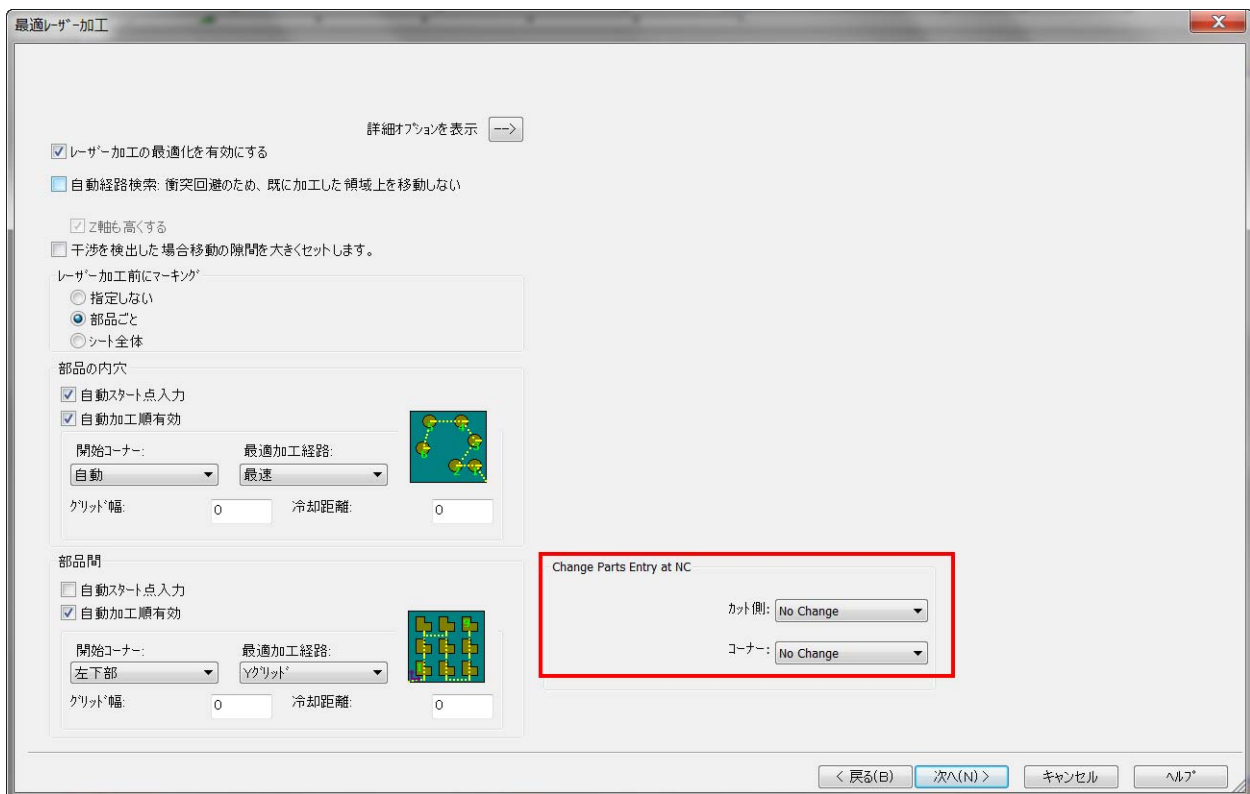 最適ﾚｰｻﾞｰ加工
X
詳細ｵﾌﾟｼｮﾝを表示 -->
ﾚｰｻﾞｰ加工の最適化を有効にする
自動経路検索: 衝突回避のため、既に加工した領域上を移動しない
Z軸も高くする
干渉を検出した場合移動の隙間を大きくセットします。
ﾚｰｻﾞｰ加工前にﾏｰｷﾝｸﾞ
指定しない
部品ごと
ｼｰﾄ全体
部品の内穴
自動ｽﾀｰﾄ点入力
自動加工順有効
開始ｺｰﾅｰ: 最適加工経路:
自動 最速
ｸﾞﾘｯﾄﾞ幅: 0 冷却距離: 0
部品間
自動ｽﾀｰﾄ点入力
自動加工順有効
開始ｺｰﾅｰ: 最適加工経路:
左下部 Yｸﾞﾘｯﾄﾞ
ｸﾞﾘｯﾄﾞ幅: 0 冷却距離: 0
Change Parts Entry at NC
ｶｯﾄ側: No Change
ｺｰﾅｰ: No Change
< 戻る(B) 次へ(N) > キャンセル ﾍﾙﾌﾟ